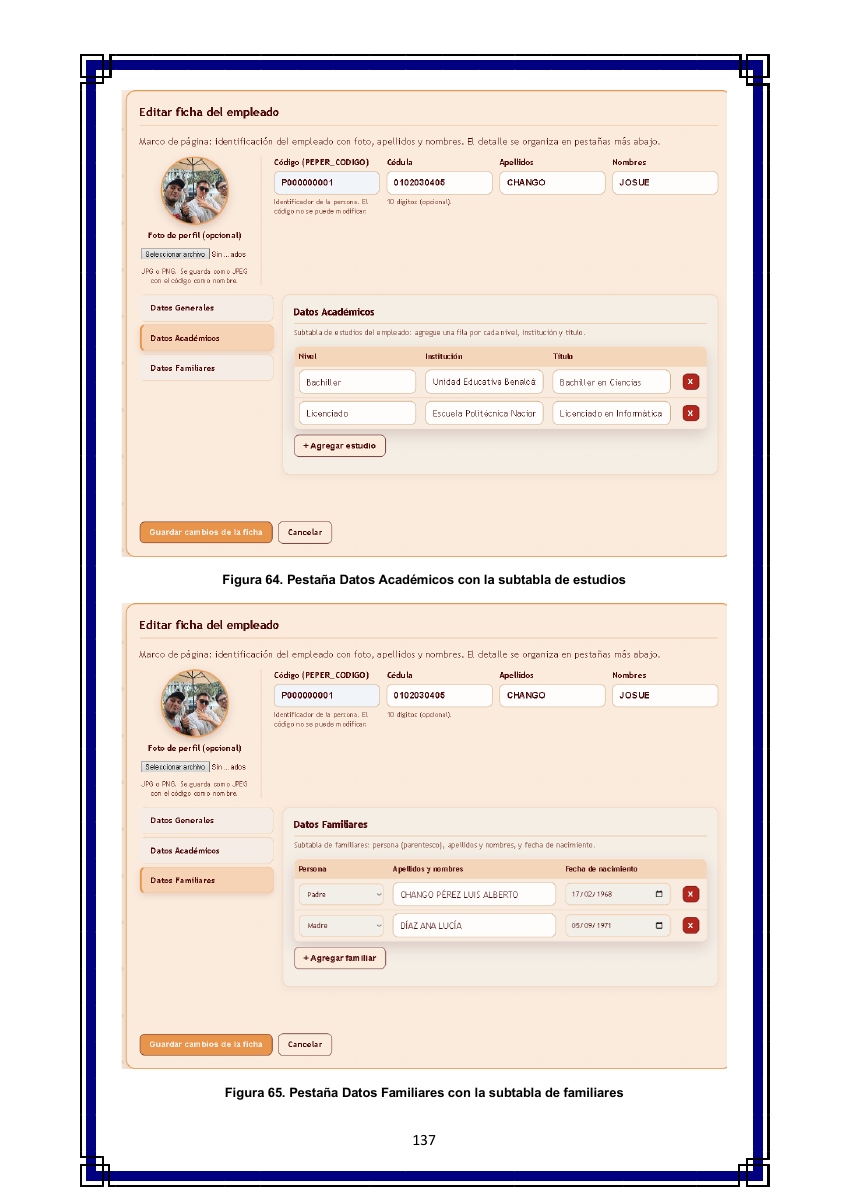 Editar ficha del empleado
Marco de página: identificación del empleado con foto, apellidos y nombres. El detalle se organiza en pestañas más abajo.
Código (PEPER_CODIGO) Cédula Apellidos Nombres
P000000001 0102030405 CHANGO JOSUE
Identificador de la persona. El código no se puede modificar. 10 dígitos (opcional).
Foto de perfil (opcional)
Seleccionar archivo Sin ... ados
JPG o PNG. Se guarda como JPEG
con el código como nombre.
Datos Generales
Datos Académicos
Datos Familiares
Datos Académicos
Subtabla de estudios del empleado: agregue una fila por cada nivel, institución y título.
Nivel Institución Título
Bachiller Unidad Educativa Benalcá Bachiller en Ciencias X
Licenciado Escuela Politécnica Nacior Licenciado en Informática X
+ Agregar estudio
Guardar cambios de la ficha Cancelar
Figura 64. Pestaña Datos Académicos con la subtabla de estudios
Editar ficha del empleado
Marco de página: identificación del empleado con foto, apellidos y nombres. El detalle se organiza en pestañas más abajo.
Código (PEPER_CODIGO) Cédula Apellidos Nombres
P000000001 0102030405 CHANGO JOSUE
Identificador de la persona. El código no se puede modificar. 10 dígitos (opcional).
Foto de perfil (opcional)
Seleccionar archivo Sin ... ados
JPG o PNG. Se guarda como JPEG
con el código como nombre.
Datos Generales
Datos Académicos
Datos Familiares
Datos Familiares
Subtabla de familiares: persona (parentesco), apellidos y nombres, y fecha de nacimiento.
Persona Apellidos y nombres Fecha de nacimiento
Padre CHANGO PÉREZ LUIS ALBERTO 17/02/1968 X
Madre DÍAZ ANA LUCÍA 05/09/1971 X
+ Agregar familiar
Guardar cambios de la ficha Cancelar
Figura 65. Pestaña Datos Familiares con la subtabla de familiares
137